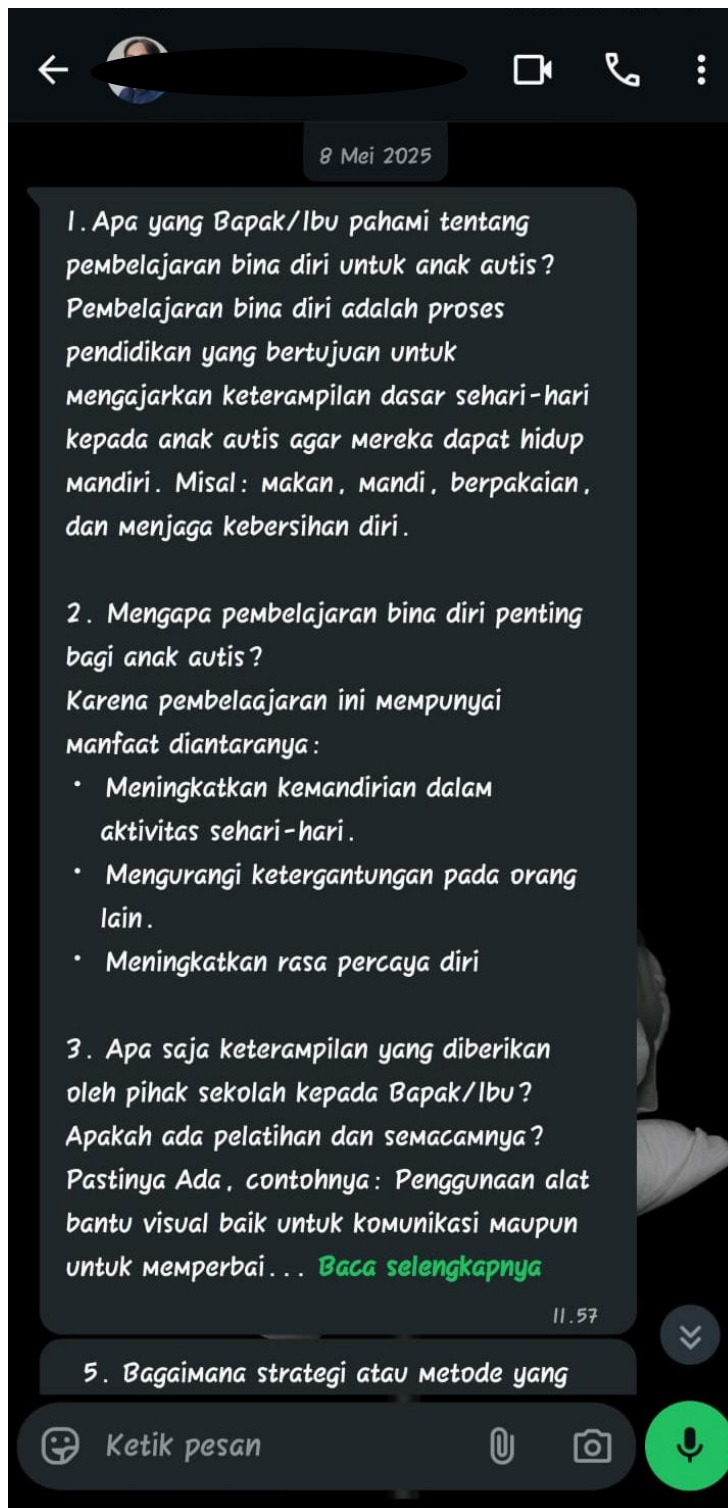 8 Mei 2025
1. Apa yang Bapak/Ibu pahami tentang
pembelajaran bina diri untuk anak autis?
Pembelajaran bina diri adalah proses
pendidikan yang bertujuan untuk
mengajarkan keterampilan dasar sehari-hari
kepada anak autis agar mereka dapat hidup
mandiri. Misal: makan, mandi, berpakaian,
dan menjaga kebersihan diri.
2. Mengapa pembelajaran bina diri penting
bagi anak autis?
Karena pembelaajaran ini mempunyai
manfaat diantaranya:
• Meningkatkan kemandirian dalam
aktivitas sehari-hari.
• Mengurangi ketergantungan pada orang
lain.
• Meningkatkan rasa percaya diri
3. Apa saja keterampilan yang diberikan
oleh pihak sekolah kepada Bapak/Ibu?
Apakah ada pelatihan dan semacamnya?
Pastinya Ada, contohnya: Penggunaan alat
bantu visual baik untuk komunikasi maupun
untuk memperbai... Baca selengkapnya
11.57
5. Bagaimana strategi atau metode yang
Ketik pesan